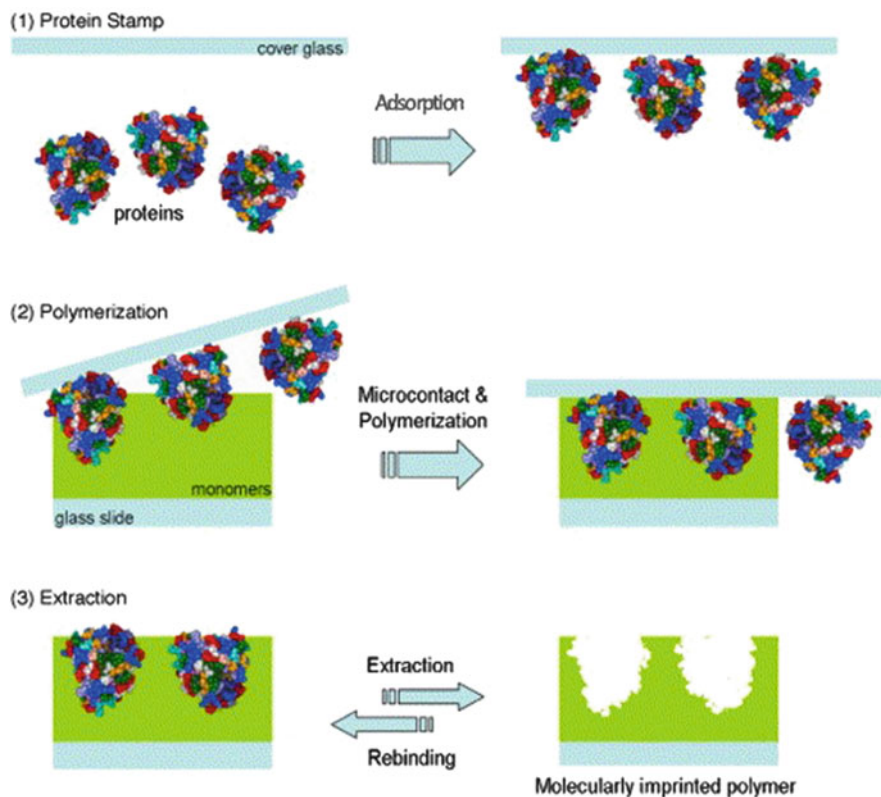 (1) Protein Stamp
cover glass
Adsorption
proteins
(2) Polymerization
Microcontact &
Polymerization
monomers
glass slide
(3) Extraction
Extraction
Rebinding
Molecularly imprinted polymer